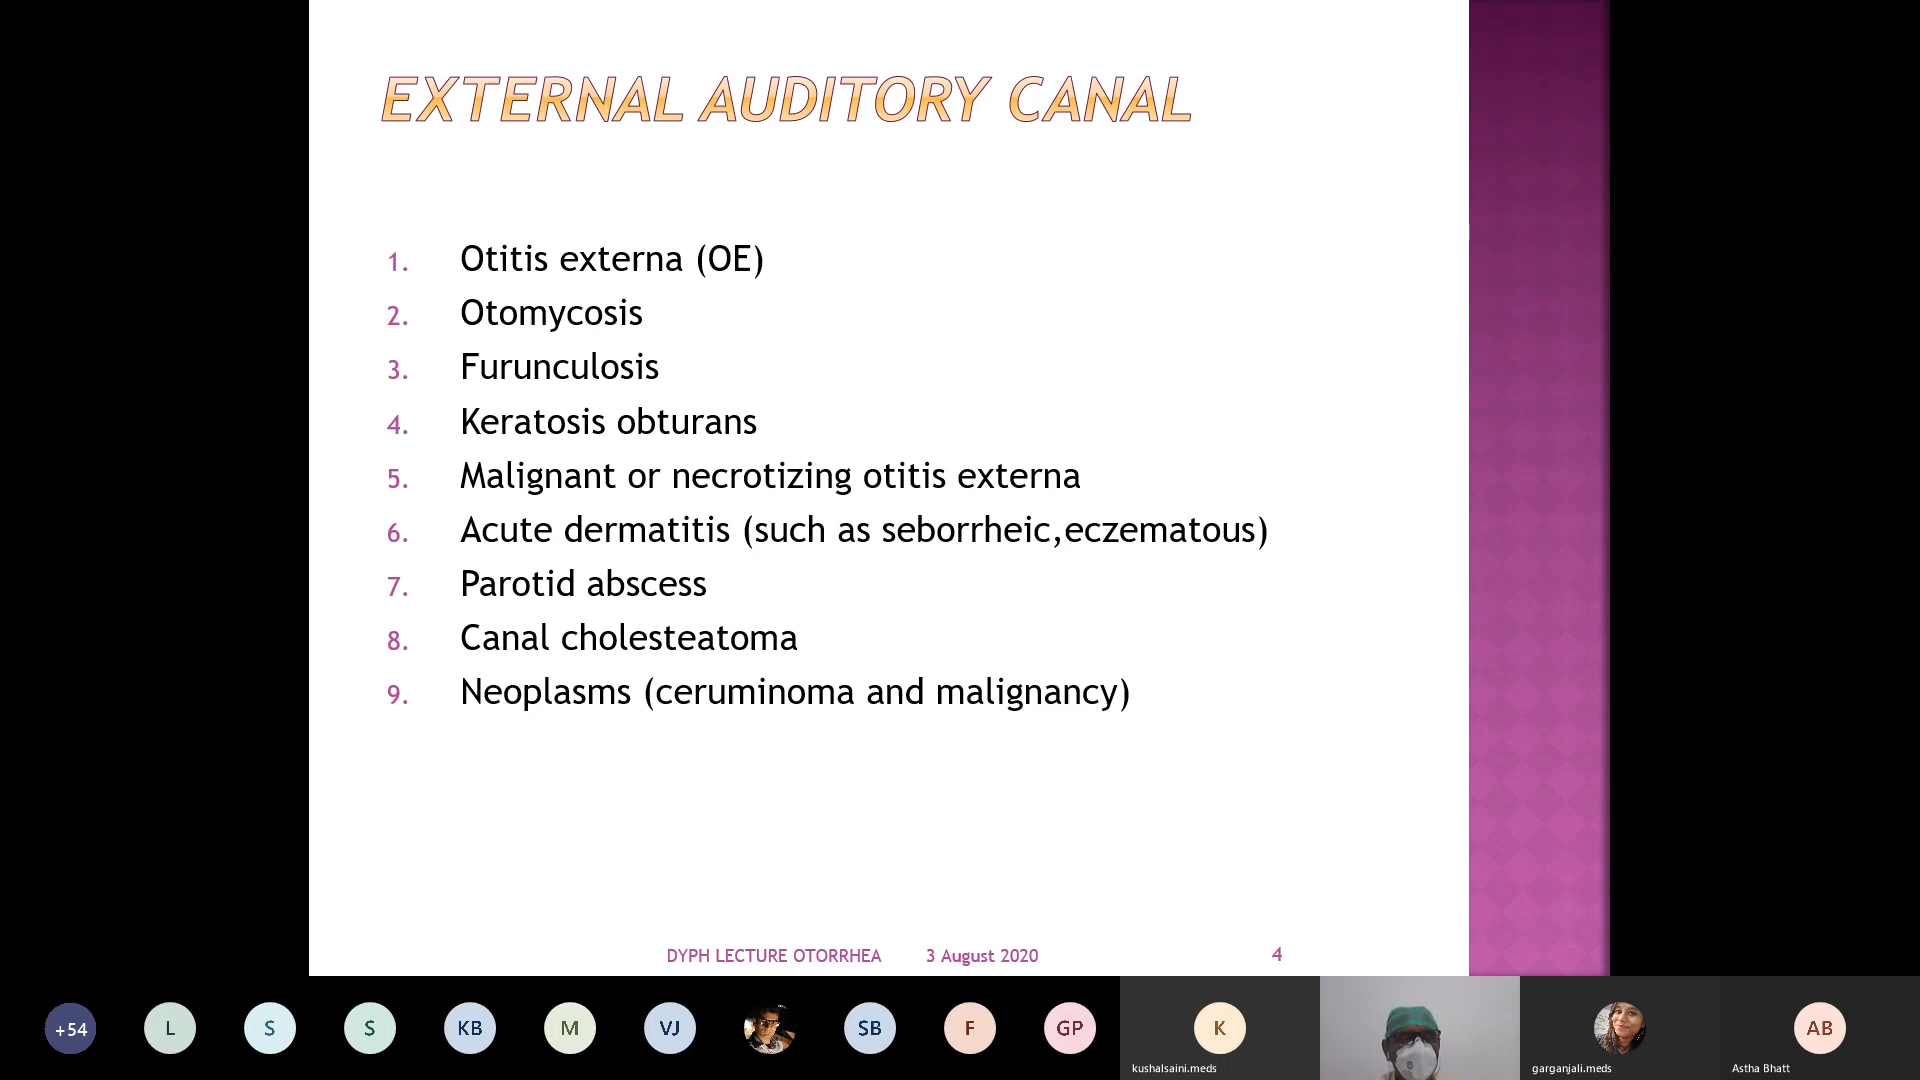 EXTERNAL AUDITORY CANAL
1. Otitis externa (OE)
2. Otomycosis
3. Furunculosis
4. Keratosis obturans
5. Malignant or necrotizing otitis externa
6. Acute dermatitis (such as seborrheic,eczematous)
7. Parotid abscess
8. Canal cholesteatoma
9. Neoplasms (ceruminoma and malignancy)
DYPH LECTURE OTORRHEA 3 August 2020 4
+54 L S S KB M VJ SB F GP K AB
kushalsaini.meds garganjali.meds Astha Bhatt